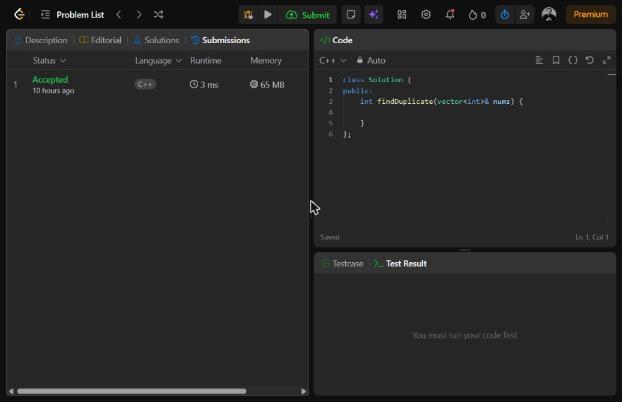 Problem List
Submit
0
Premium
Description | Editorial | Solutions | Submissions
Status Language Runtime Memory
1 Accepted C++ 3 ms 65 MB
10 hours ago
</> Code
C++ Auto
1 class Solution {
2 public:
3 int findDuplicate(vector<int>& nums) {
4
5 }
6 };
Saved Ln 1, Col 1
Testcase | >_ Test Result
You must run your code first